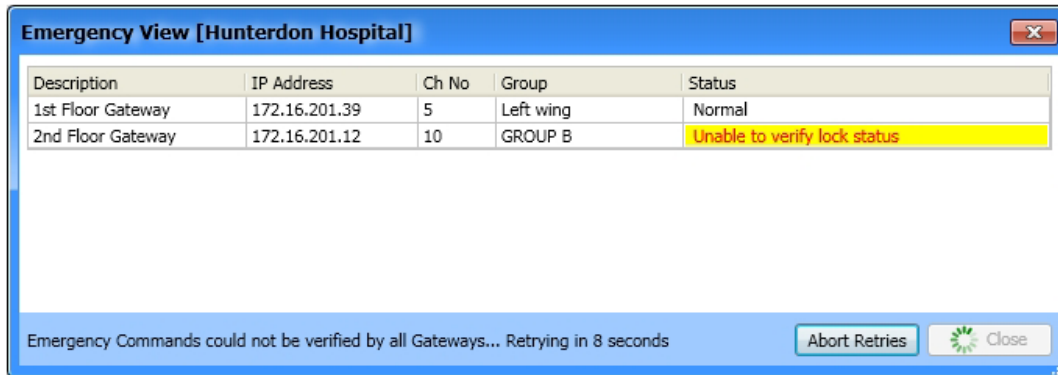 Emergency View [Hunterdon Hospital]
Description IP Address Ch No Group Status
1st Floor Gateway 172.16.201.39 5 Left wing Normal
2nd Floor Gateway 172.16.201.12 10 GROUP B Unable to verify lock status
Emergency Commands could not be verified by all Gateways... Retrying in 8 seconds Abort Retries Close